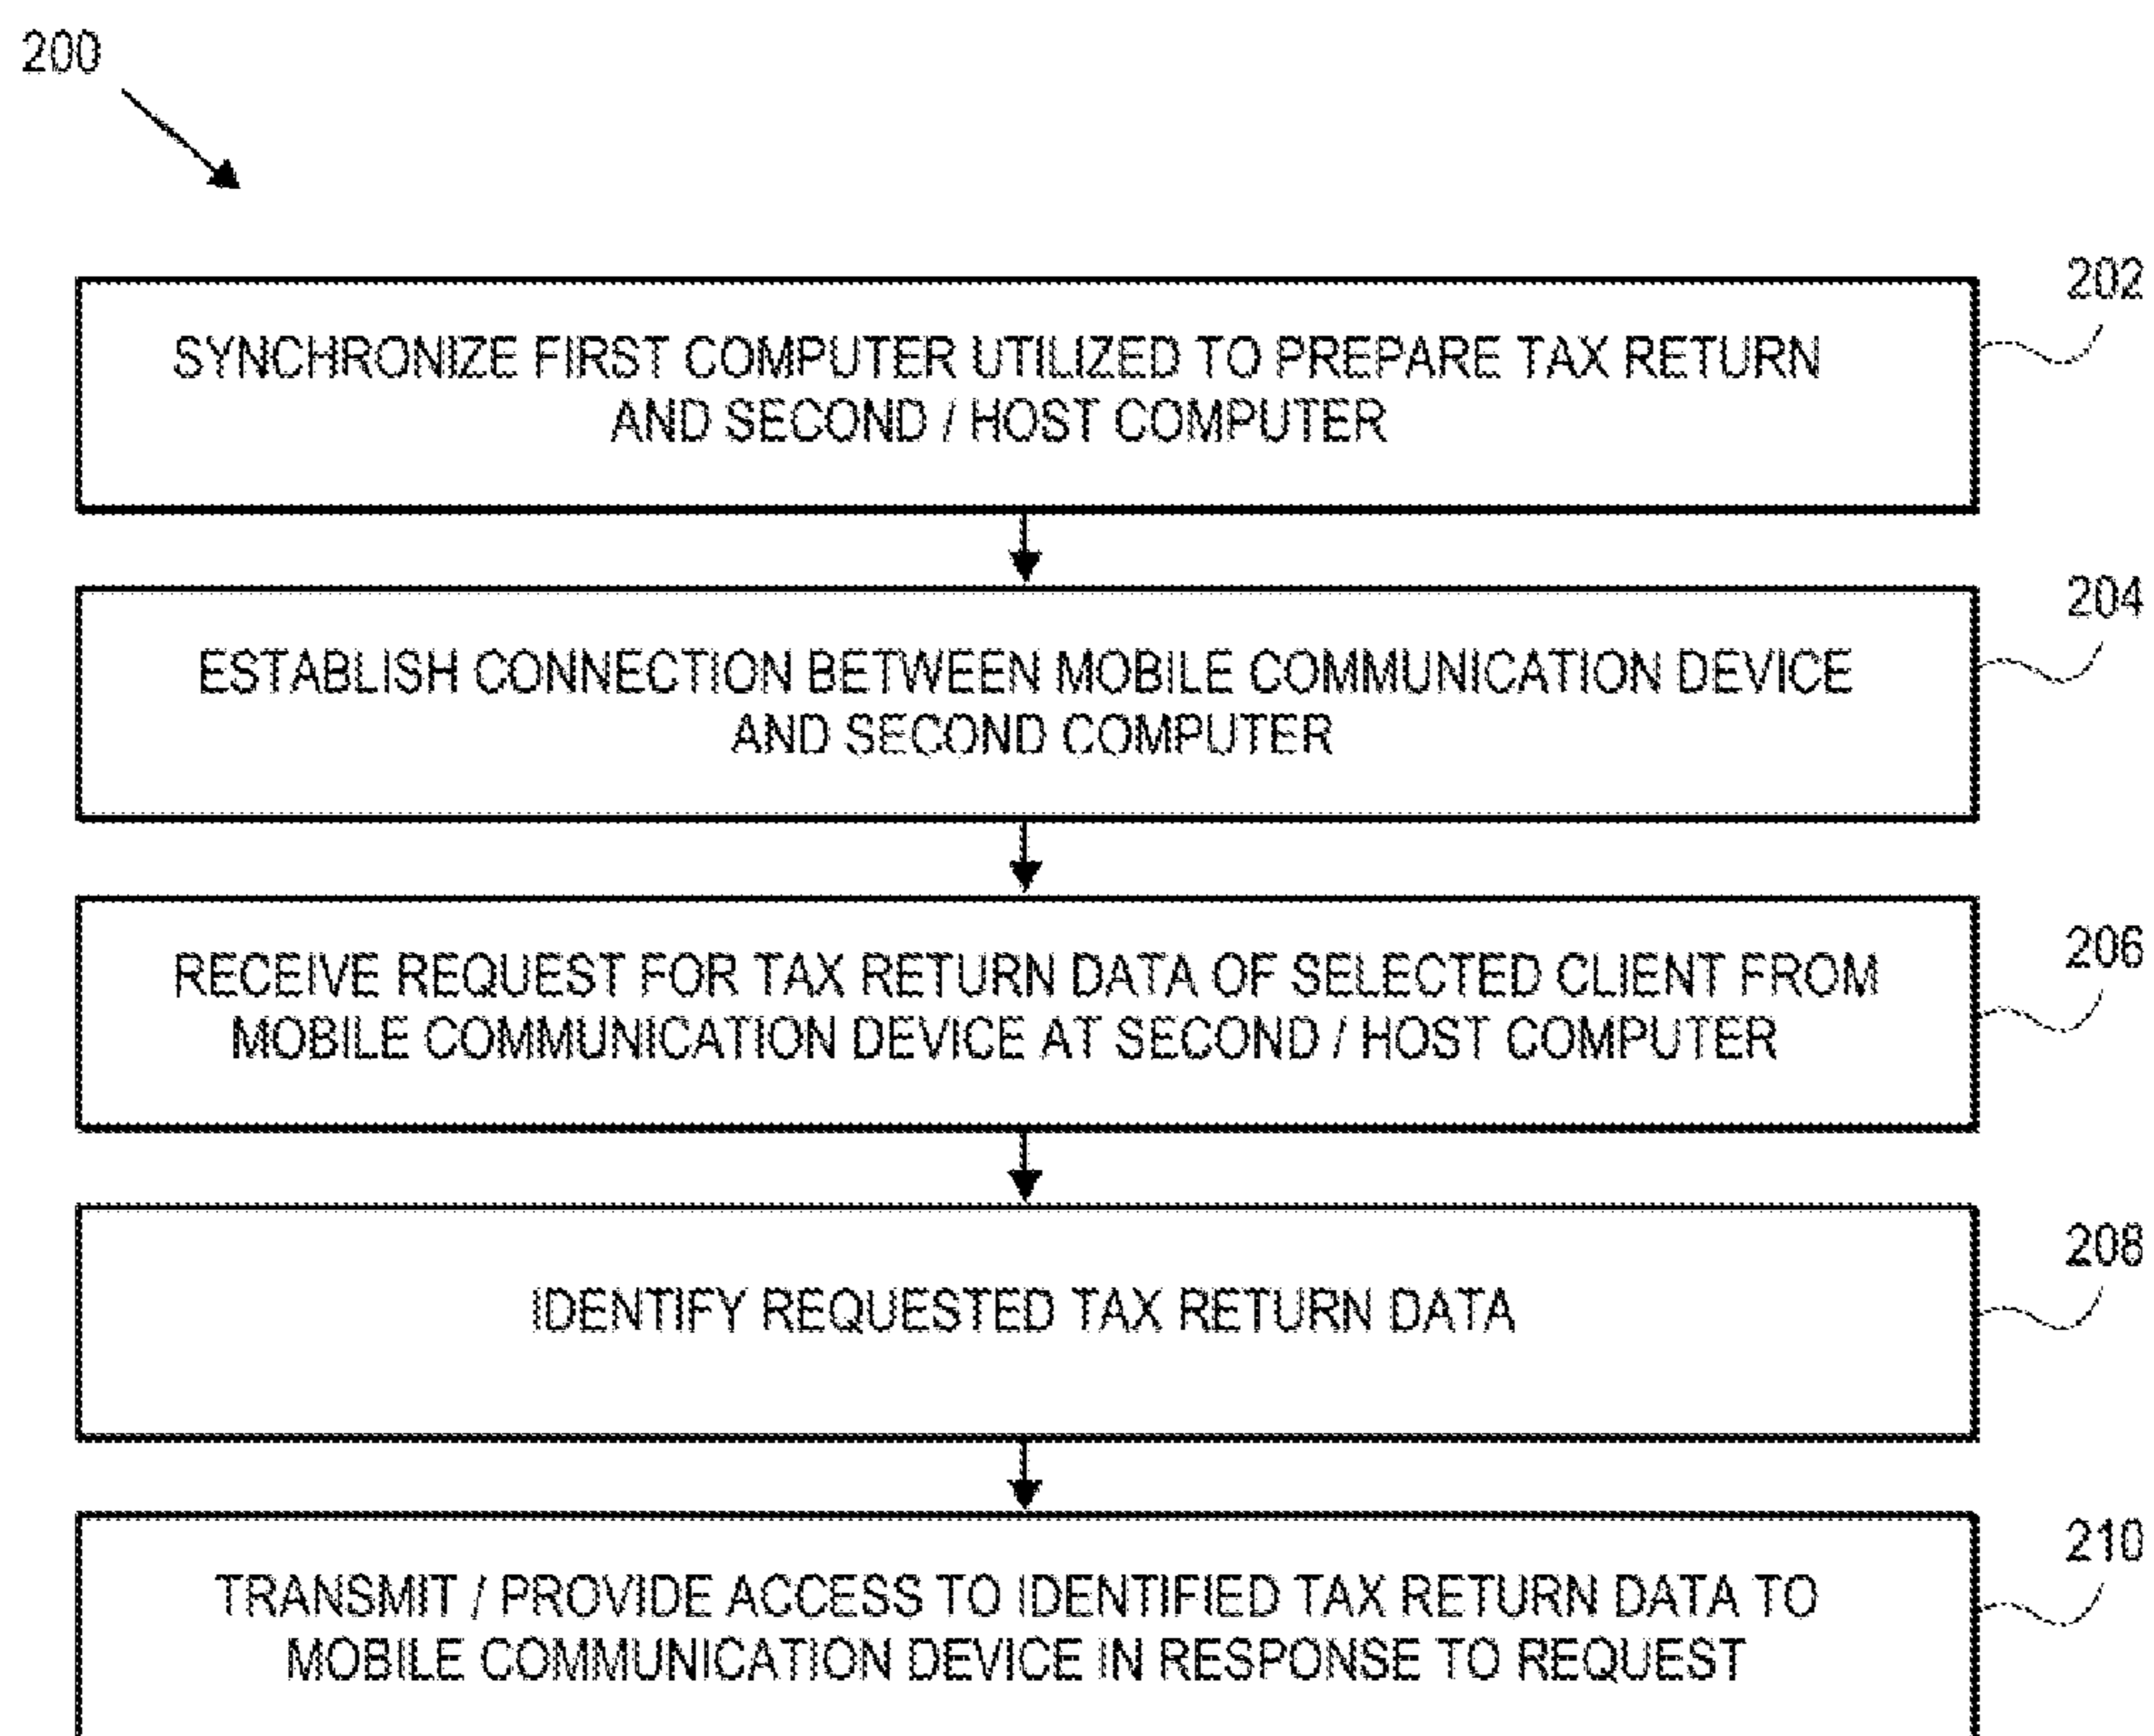 200
202
SYNCHRONIZE FIRST COMPUTER UTILIZED TO PREPARE TAX RETURN
AND SECOND / HOST COMPUTER
204
ESTABLISH CONNECTION BETWEEN MOBILE COMMUNICATION DEVICE
AND SECOND COMPUTER
206
RECEIVE REQUEST FOR TAX RETURN DATA OF SELECTED CLIENT FROM
MOBILE COMMUNICATION DEVICE AT SECOND / HOST COMPUTER
208
IDENTIFY REQUESTED TAX RETURN DATA
210
TRANSMIT / PROVIDE ACCESS TO IDENTIFIED TAX RETURN DATA TO
MOBILE COMMUNICATION DEVICE IN RESPONSE TO REQUEST